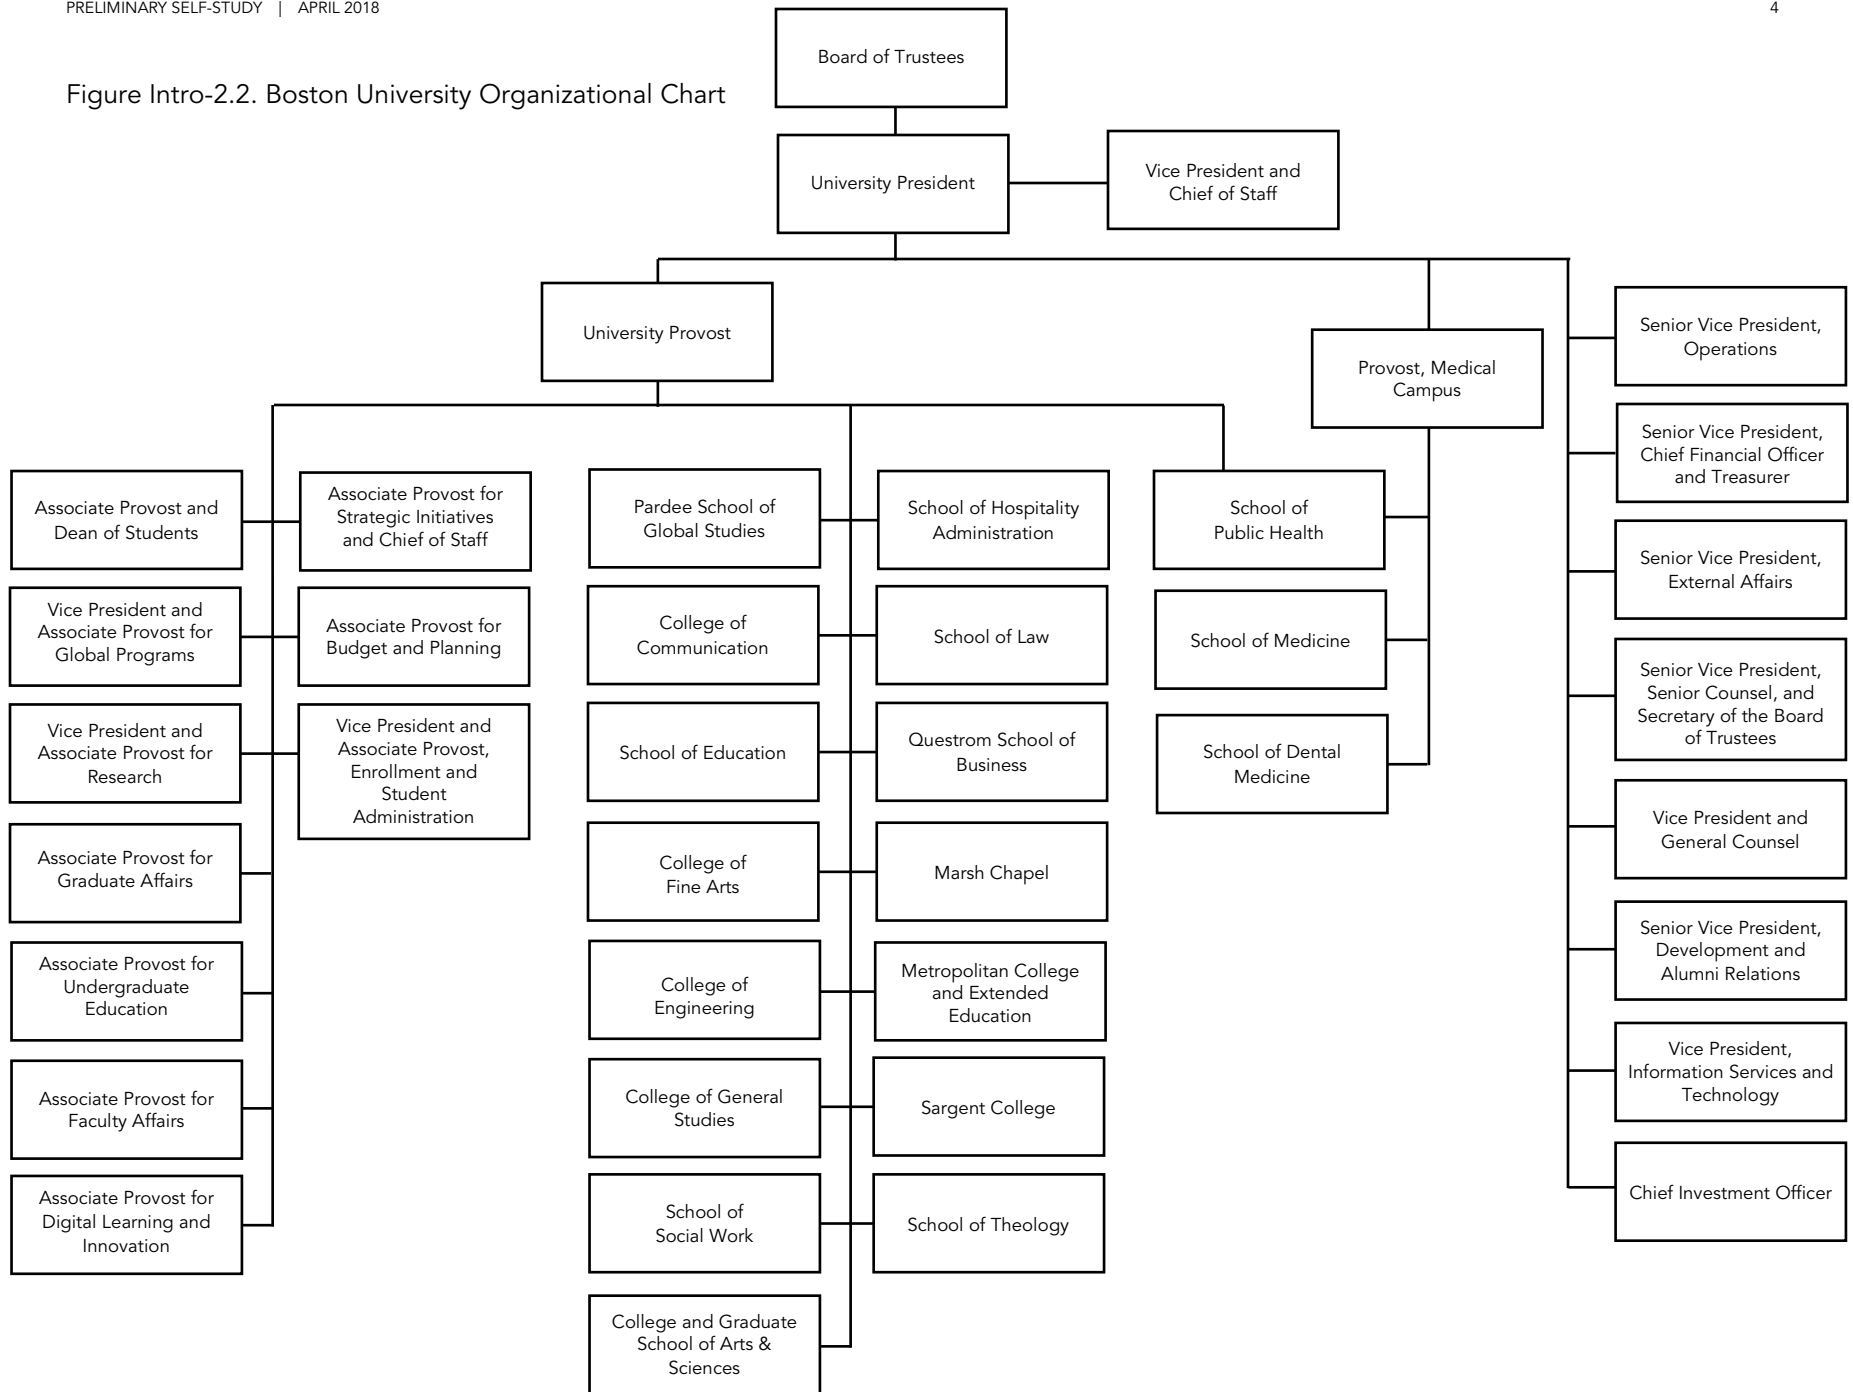 PRELIMINARY SELF-STUDY | APRIL 2018
4
Figure Intro-2.2. Boston University Organizational Chart
Board of Trustees
University President
Vice President and
Chief of Staff
University Provost
Provost, Medical
Campus
Associate Provost and
Dean of Students
Vice President and
Associate Provost for
Global Programs
Vice President and
Associate Provost for
Research
Associate Provost for
Graduate Affairs
Associate Provost for
Undergraduate
Education
Associate Provost for
Faculty Affairs
Associate Provost for
Digital Learning and
Innovation
Associate Provost for
Strategic Initiatives
and Chief of Staff
Associate Provost for
Budget and Planning
Vice President and
Associate Provost,
Enrollment and
Student
Administration
Pardee School of
Global Studies
College of
Communication
School of Education
College of
Fine Arts
College of
Engineering
College of General
Studies
School of
Social Work
College and Graduate
School of Arts &
Sciences
School of Hospitality
Administration
School of Law
Questrom School of
Business
Marsh Chapel
Metropolitan College
and Extended
Education
Sargent College
School of Theology
School of
Public Health
School of Medicine
School of Dental
Medicine
Senior Vice President,
Operations
Senior Vice President,
Chief Financial Officer
and Treasurer
Senior Vice President,
External Affairs
Senior Vice President,
Senior Counsel, and
Secretary of the Board
of Trustees
Vice President and
General Counsel
Senior Vice President,
Development and
Alumni Relations
Vice President,
Information Services and
Technology
Chief Investment Officer